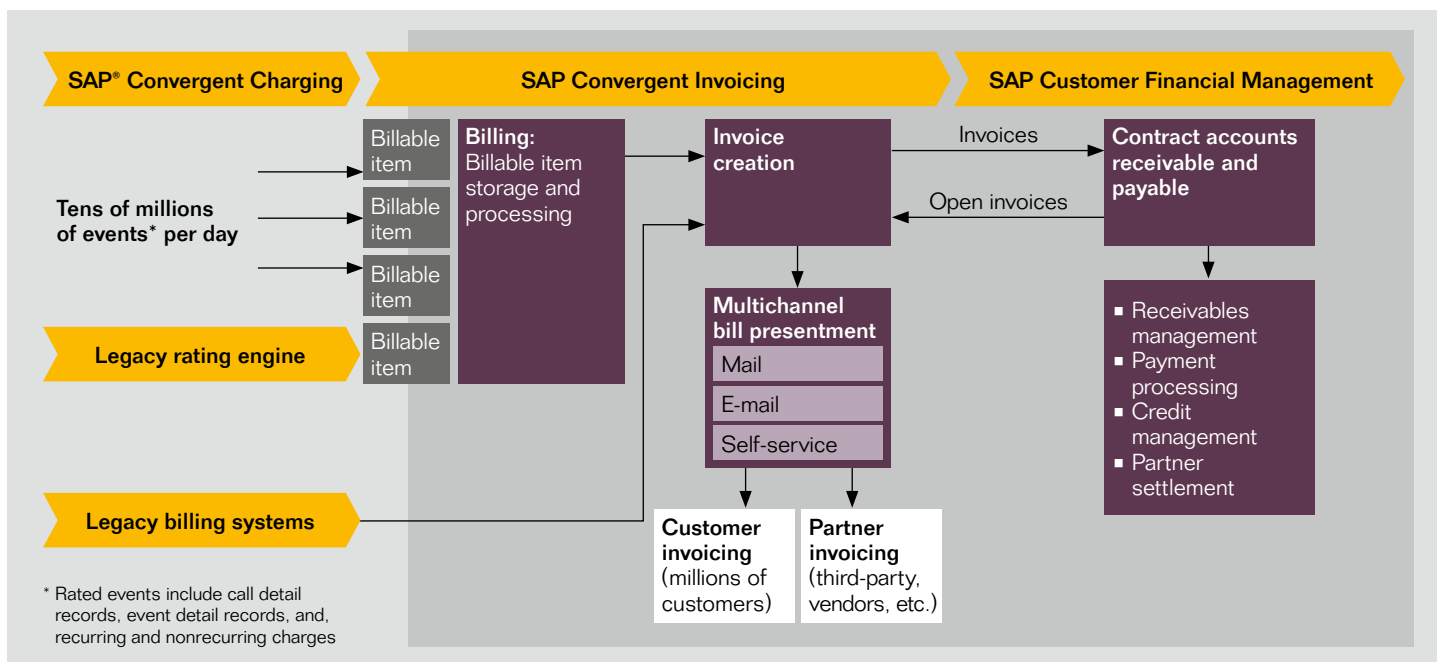 SAP® Convergent Charging
SAP Convergent Invoicing
SAP Customer Financial Management
Tens of millions
of events* per day
Billable
item
Billable
item
Billable
item
Legacy rating engine
Billable
item
Billing:
Billable item
storage and
processing
Invoice
creation
Invoices
Open invoices
Contract accounts
receivable and
payable
Multichannel
bill presentment
Mail
E-mail
Self-service
▪ Receivables
management
▪ Payment
processing
▪ Credit
management
▪ Partner
settlement
Legacy billing systems
Customer
invoicing
(millions of
customers)
Partner
invoicing
(third-party,
vendors, etc.)
* Rated events include call detail
records, event detail records, and,
recurring and nonrecurring charges